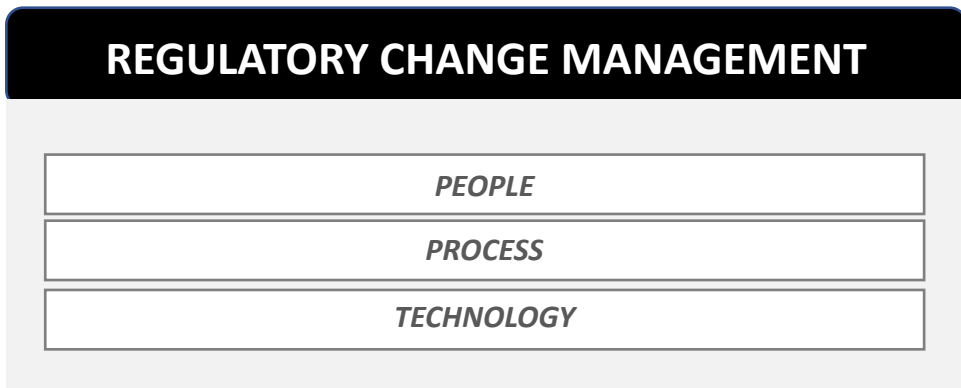 REGULATORY CHANGE MANAGEMENT
PEOPLE
PROCESS
TECHNOLOGY